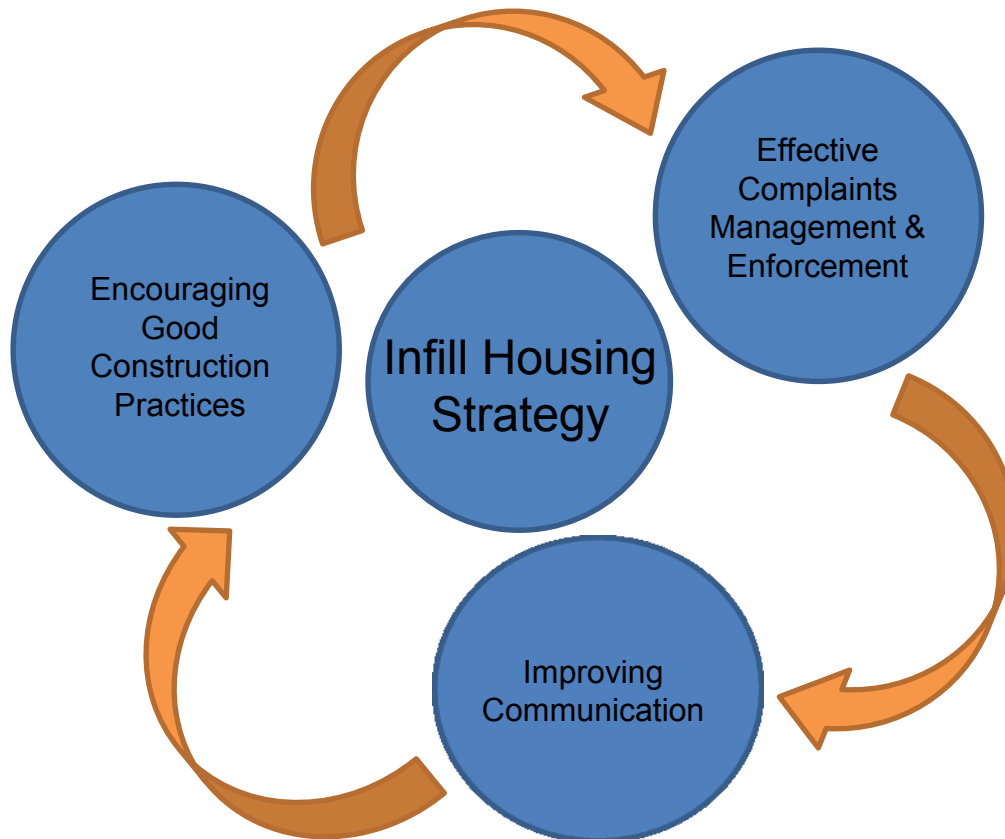 Effective
Complaints
Management &
Enforcement
Encouraging
Good
Construction
Practices
Infill Housing
Strategy
Improving
Communication